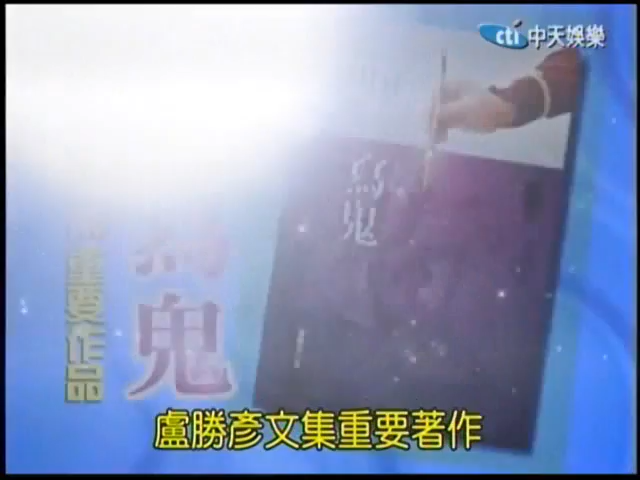 cti 中天娛樂
寫鬼
鬼
重要作品
盧勝彥文集重要著作